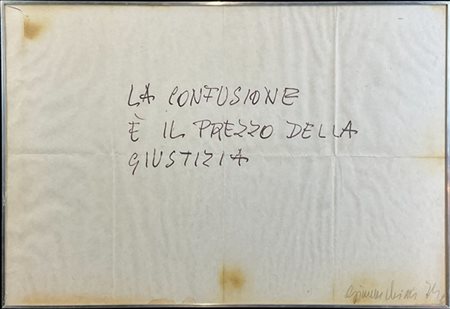 LA CONFUSIONE
È IL PREZZO DELLA
GIUSTIZIA